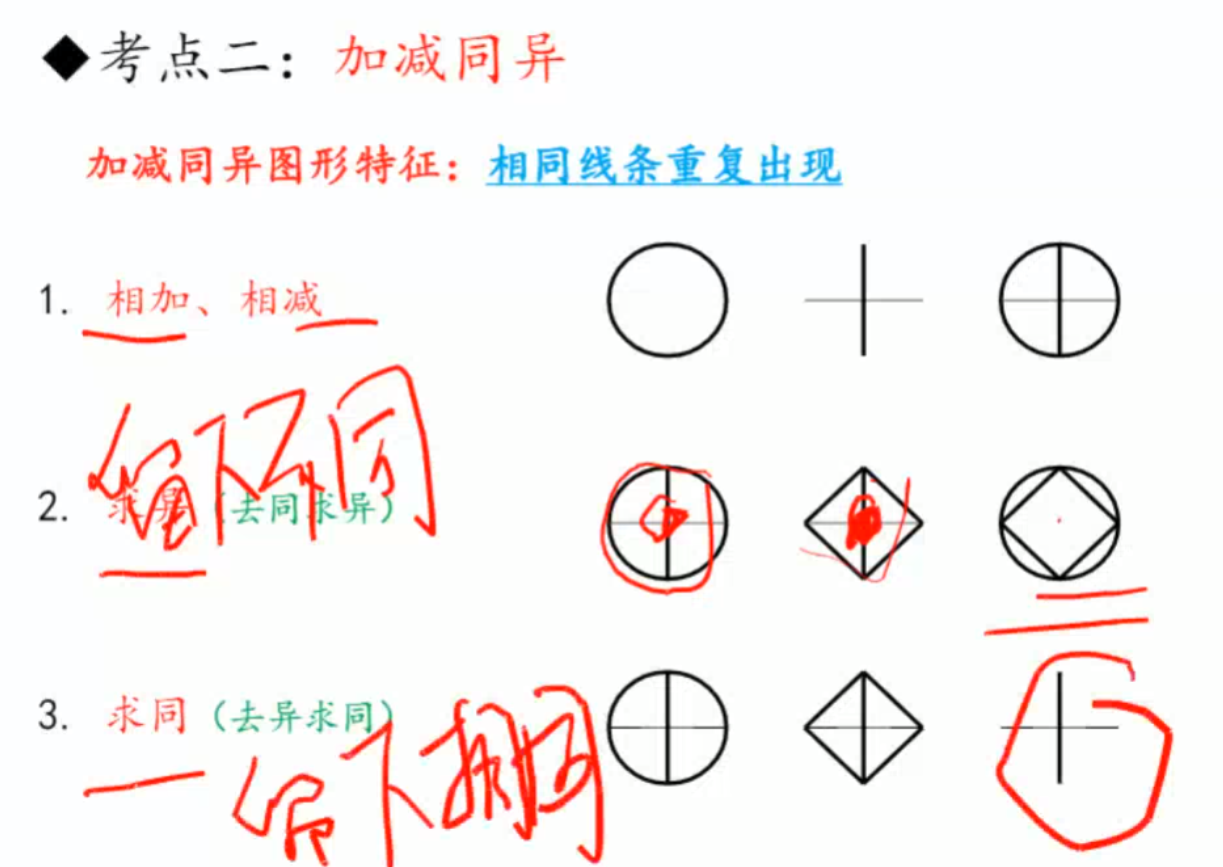 ◆考点二：加减同异
加减同异图形特征：相同线条重复出现
1. 相加、相减
留下不同
2. 求异（去同求异）
3. 求同（去异求同）
留下相同